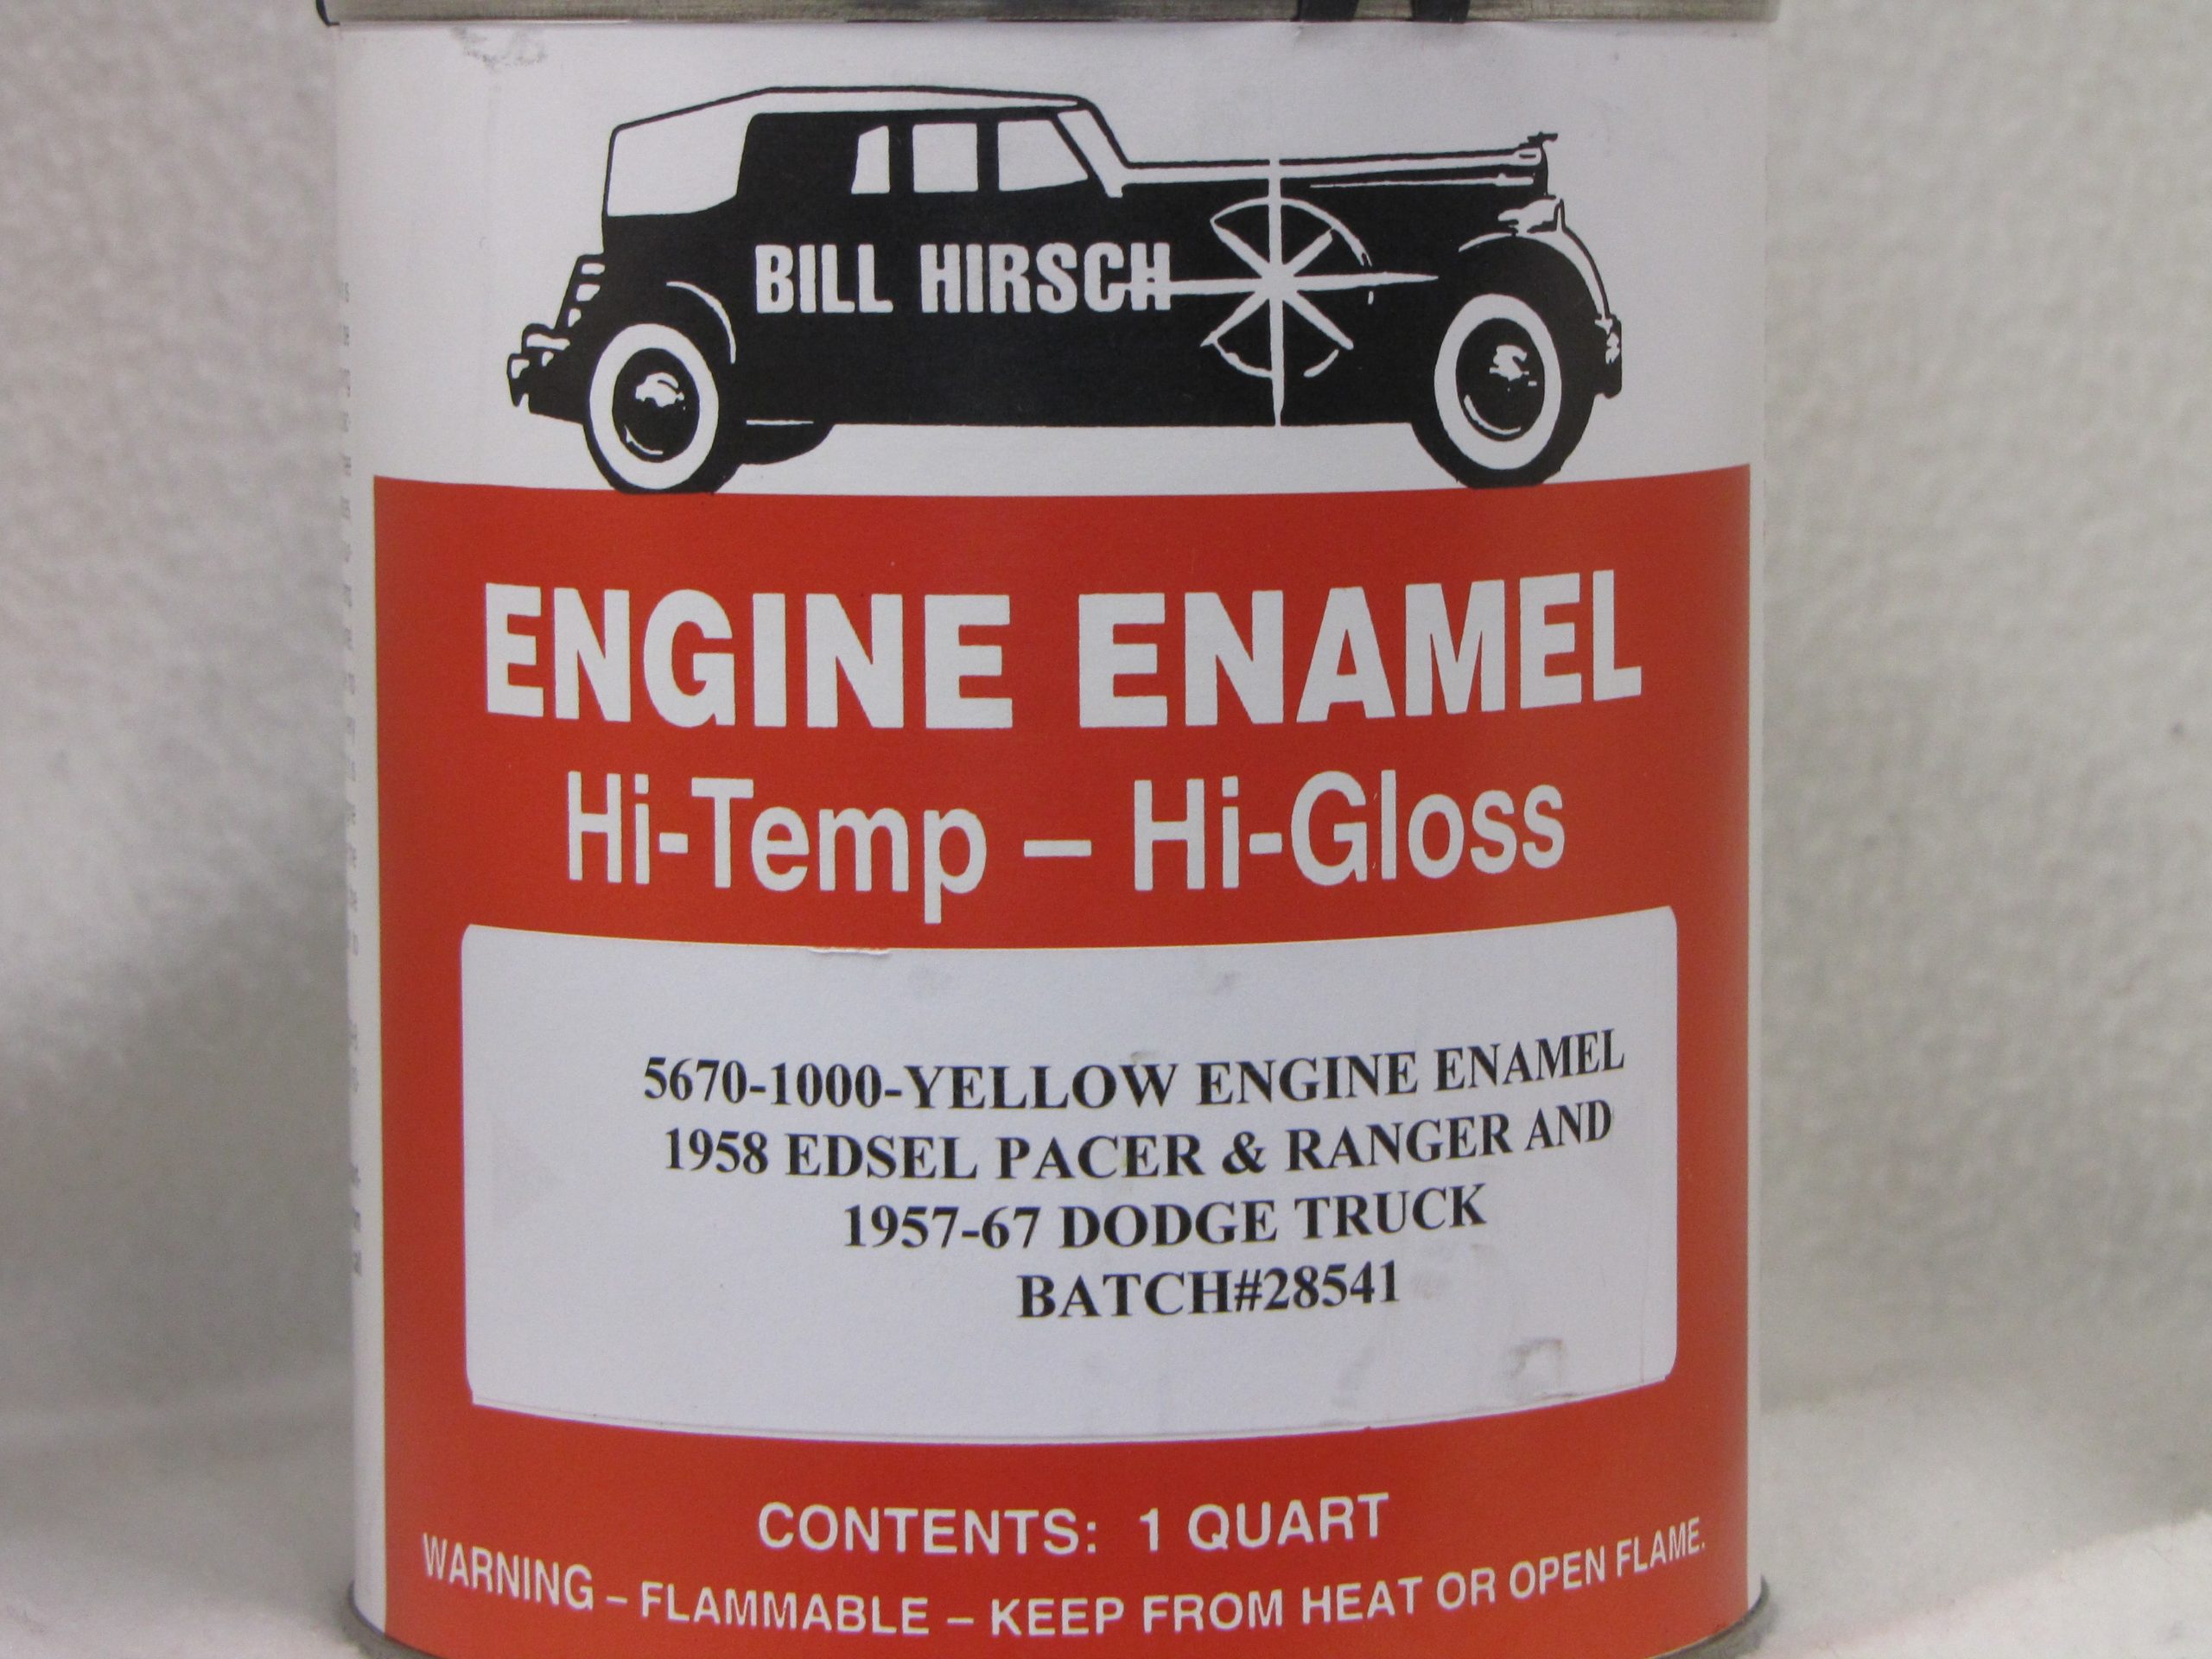 BILL HIRSCH
ENGINE ENAMEL
Hi-Temp – Hi-Gloss
5670-1000-YELLOW ENGINE ENAMEL
1958 EDSEL PACER & RANGER AND
1957-67 DODGE TRUCK
BATCH#28541
CONTENTS: 1 QUART
WARNING – FLAMMABLE – KEEP FROM HEAT OR OPEN FLAME.